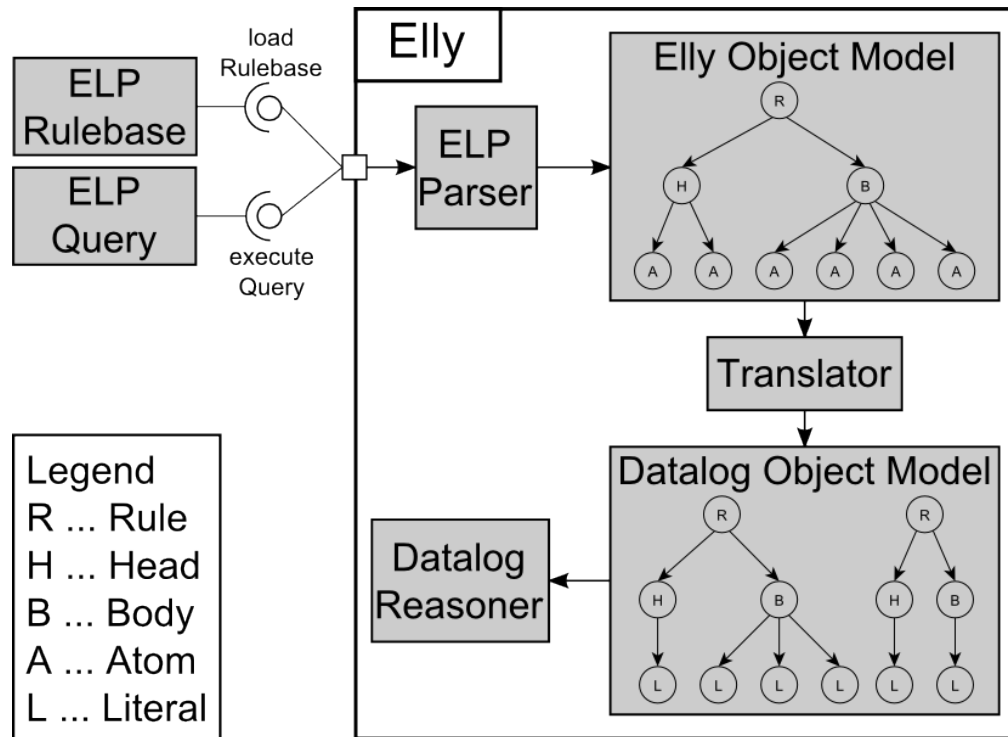 Elly
load
Rulebase
ELP
Rulebase
ELP
Query
execute
Query
ELP
Parser
Elly Object Model
R
H B
A A A A A A
Translator
Datalog Object Model
R R
H B H B
L L L L L L
Datalog
Reasoner
Legend
R ... Rule
H ... Head
B ... Body
A ... Atom
L ... Literal